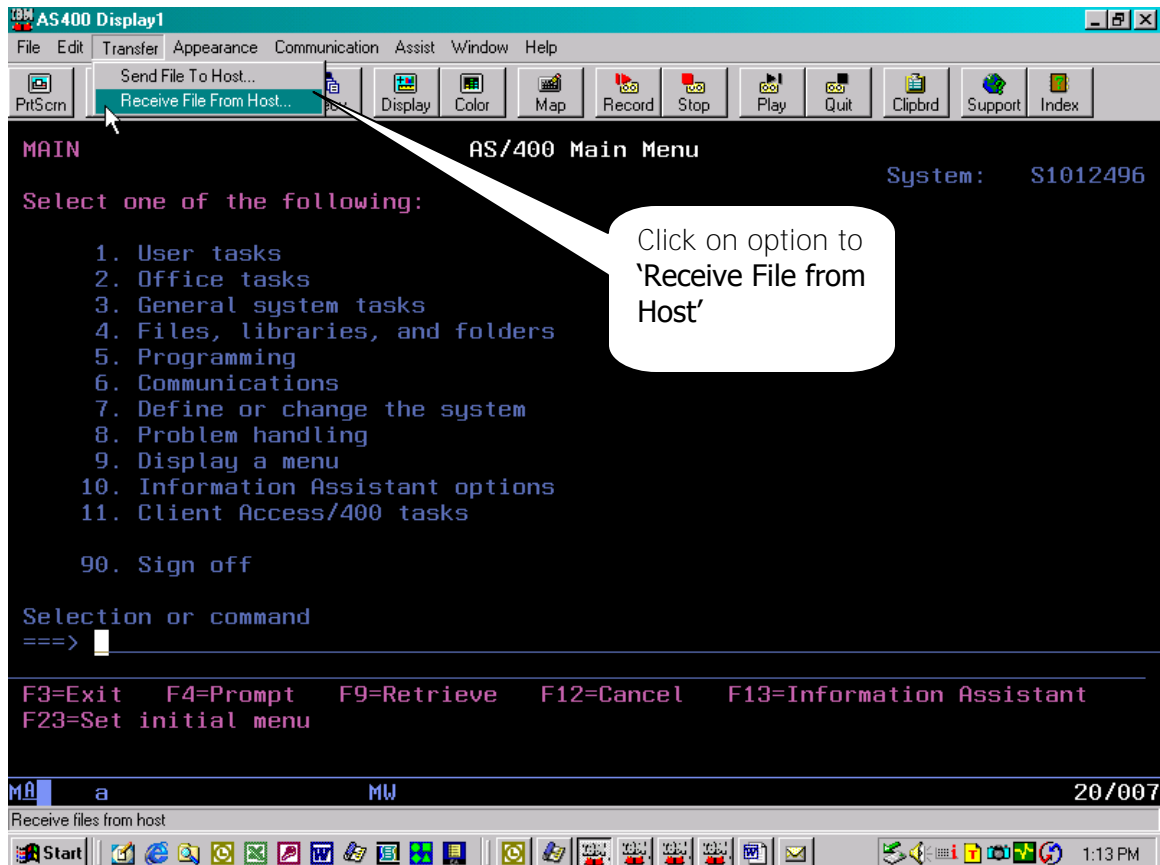 AS400 Display1
File Edit Transfer Appearance Communication Assist Window Help
Send File To Host...
Receive File From Host...
PrtScrn Display Color Map Record Stop Play Quit Clipbrd Support Index
MAIN AS/400 Main Menu
System: S1012496
Select one of the following:
1. User tasks
2. Office tasks
3. General system tasks
4. Files, libraries, and folders
5. Programming
6. Communications
7. Define or change the system
8. Problem handling
9. Display a menu
10. Information Assistant options
11. Client Access/400 tasks
90. Sign off
Click on option to
‘Receive File from
Host’
Selection or command
===>
F3=Exit F4=Prompt F9=Retrieve F12=Cancel F13=Information Assistant
F23=Set initial menu
MA a MW 20/007
Receive files from host
Start 1:13 PM